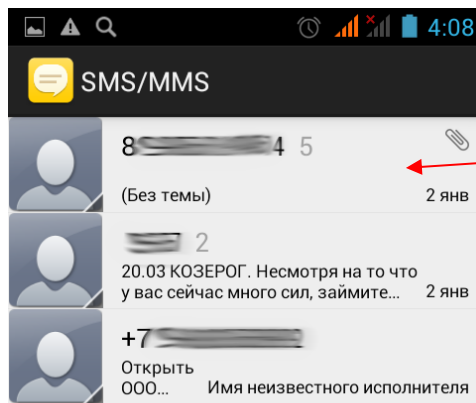 4:08
SMS/MMS
8 4 5
(Без темы) 2 янв
2
20.03 КОЗЕРОГ. Несмотря на то что
у вас сейчас много сил, займите... 2 янв
+7
Открыть
ООО... Имя неизвестного исполнителя